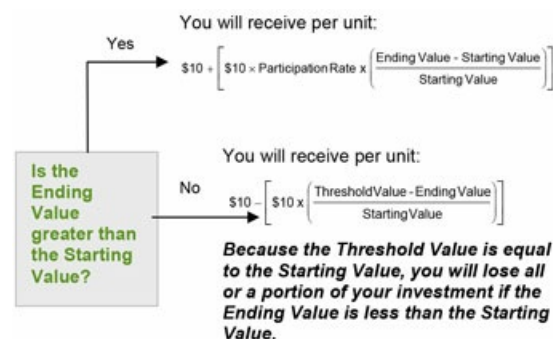 You will receive per unit:
Yes
$10 + [ $10 × Participation Rate x ( Ending Value - Starting Value / Starting Value ) ]
Is the
Ending
Value
greater than
the Starting
Value?
You will receive per unit:
No
$10 − [ $10 x ( Threshold Value - Ending Value / Starting Value ) ]
Because the Threshold Value is equal
to the Starting Value, you will lose all
or a portion of your investment if the
Ending Value is less than the Starting
Value.